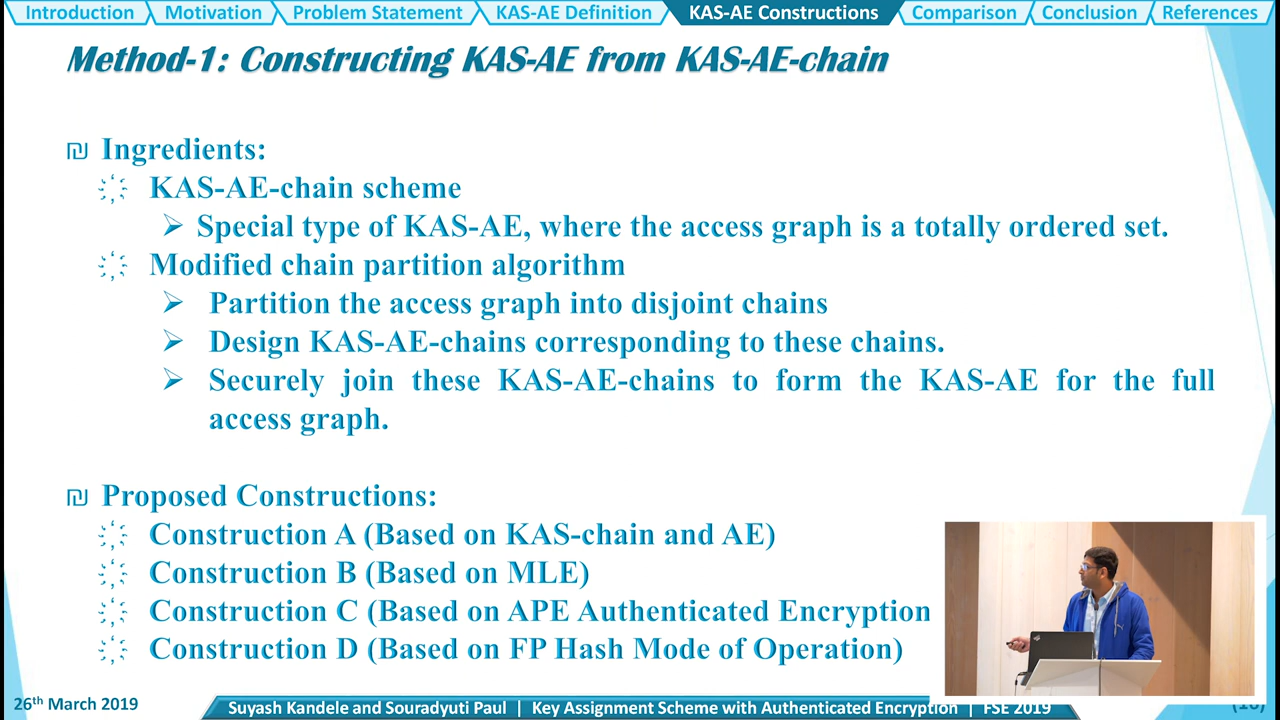 Introduction Motivation Problem Statement KAS-AE Definition KAS-AE Constructions Comparison Conclusion References
Method-1: Constructing KAS-AE from KAS-AE-chain
Ingredients:
KAS-AE-chain scheme
Special type of KAS-AE, where the access graph is a totally ordered set.
Modified chain partition algorithm
Partition the access graph into disjoint chains
Design KAS-AE-chains corresponding to these chains.
Securely join these KAS-AE-chains to form the KAS-AE for the full
access graph.
Proposed Constructions:
Construction A (Based on KAS-chain and AE)
Construction B (Based on MLE)
Construction C (Based on APE Authenticated Encryption
Construction D (Based on FP Hash Mode of Operation)
26th March 2019 Suyash Kandele and Souradyuti Paul | Key Assignment Scheme with Authenticated Encryption | FSE 2019